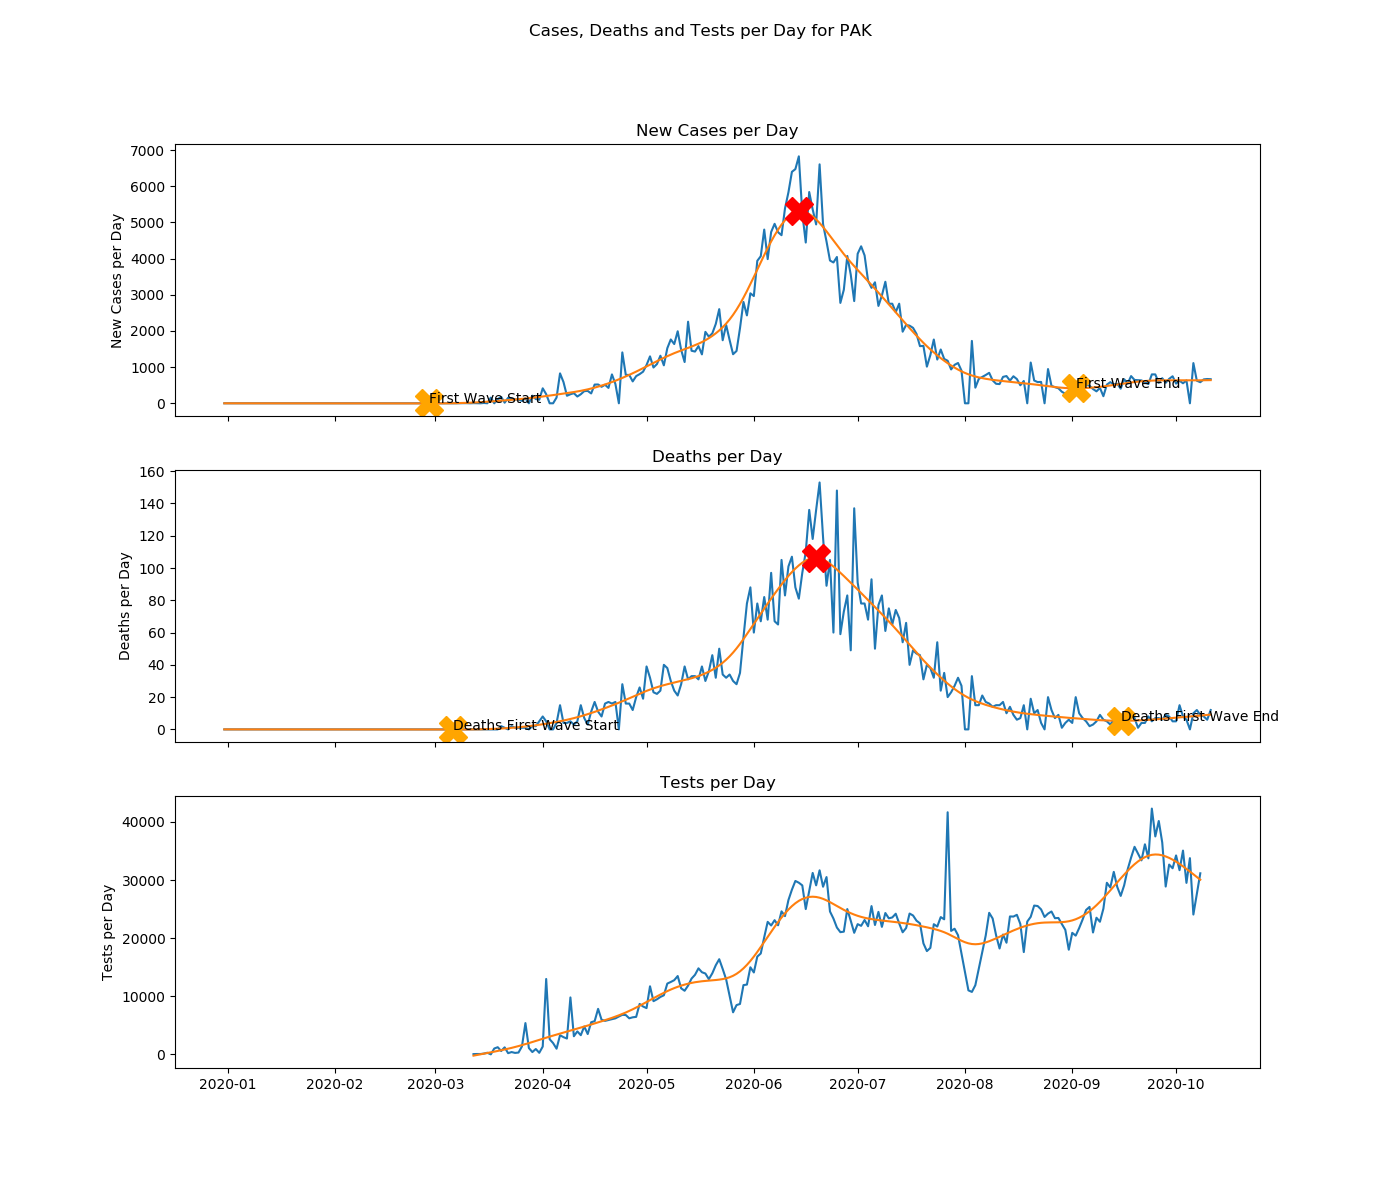 Cases, Deaths and Tests per Day for PAK
New Cases per Day
New Cases per Day
7000
6000
5000
4000
3000
2000
1000
0
First Wave Start
First Wave End
Deaths per Day
Deaths per Day
160
140
120
100
80
60
40
20
0
Deaths First Wave Start
Deaths First Wave End
Tests per Day
Tests per Day
40000
30000
20000
10000
0
2020-01 2020-02 2020-03 2020-04 2020-05 2020-06 2020-07 2020-08 2020-09 2020-10